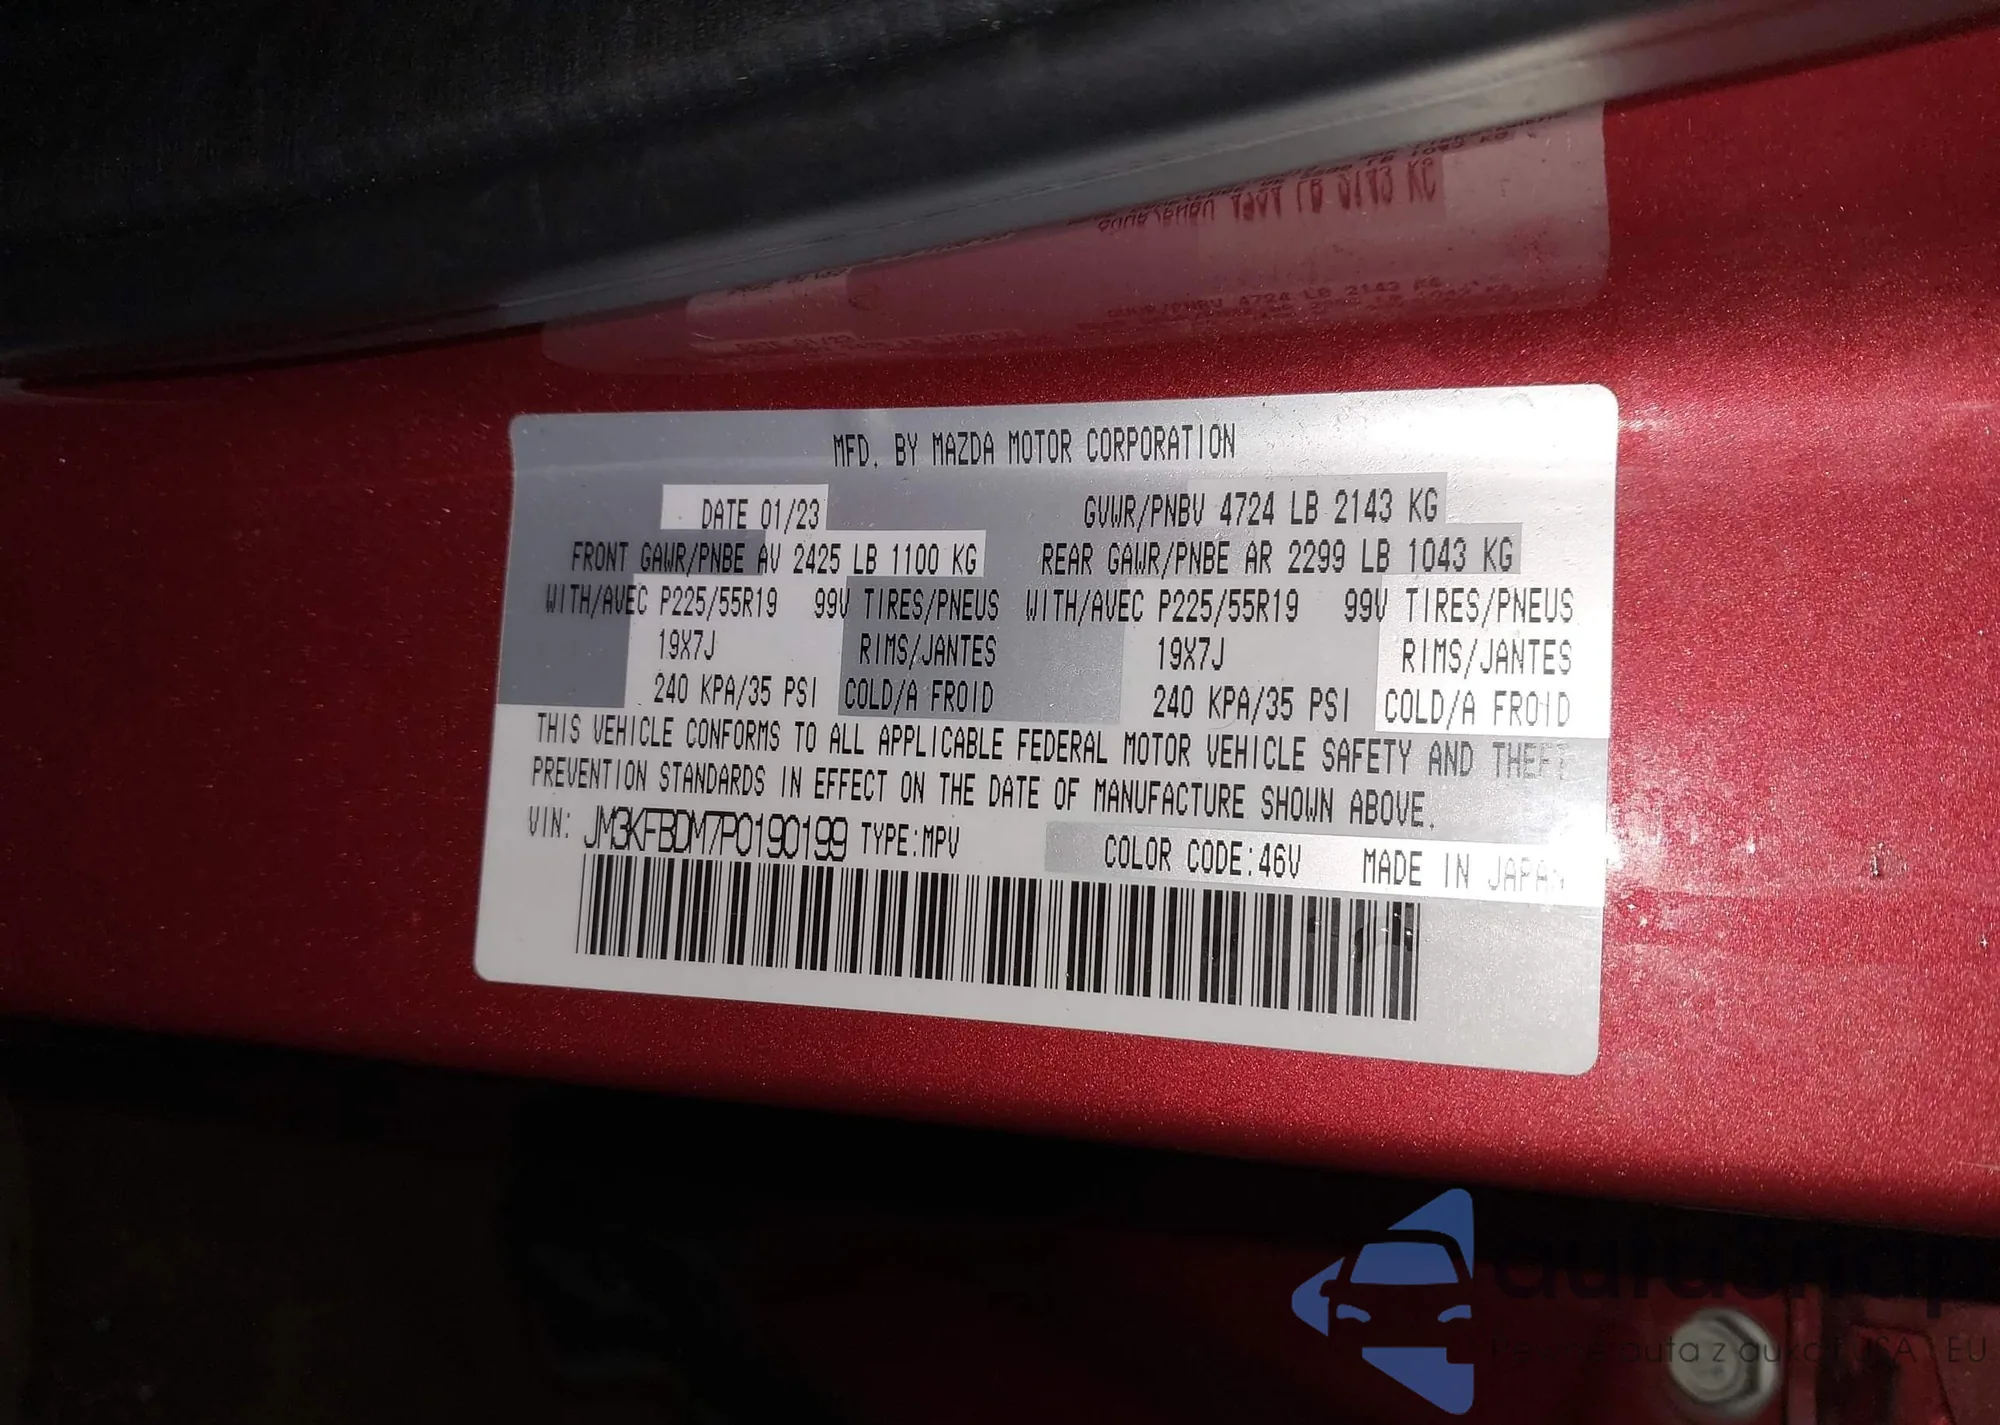 MFD. BY MAZDA MOTOR CORPORATION
DATE 01/23 GVWR/PNBV 4724 LB 2143 KG
FRONT GAWR/PNBE AV 2425 LB 1100 KG REAR GAWR/PNBE AR 2299 LB 1043 KG
WITH/AVEC P225/55R19 99V TIRES/PNEUS WITH/AVEC P225/55R19 99V TIRES/PNEUS
19X7J RIMS/JANTES 19X7J RIMS/JANTES
240 KPA/35 PSI COLD/A FROID 240 KPA/35 PSI COLD/A FROID
THIS VEHICLE CONFORMS TO ALL APPLICABLE FEDERAL MOTOR VEHICLE SAFETY AND THEFT
PREVENTION STANDARDS IN EFFECT ON THE DATE OF MANUFACTURE SHOWN ABOVE.
VIN: JM3KFBDM7P0190199 TYPE:MPV COLOR CODE:46V MADE IN JAPAN
autasnap
auta z aukcji USA EU